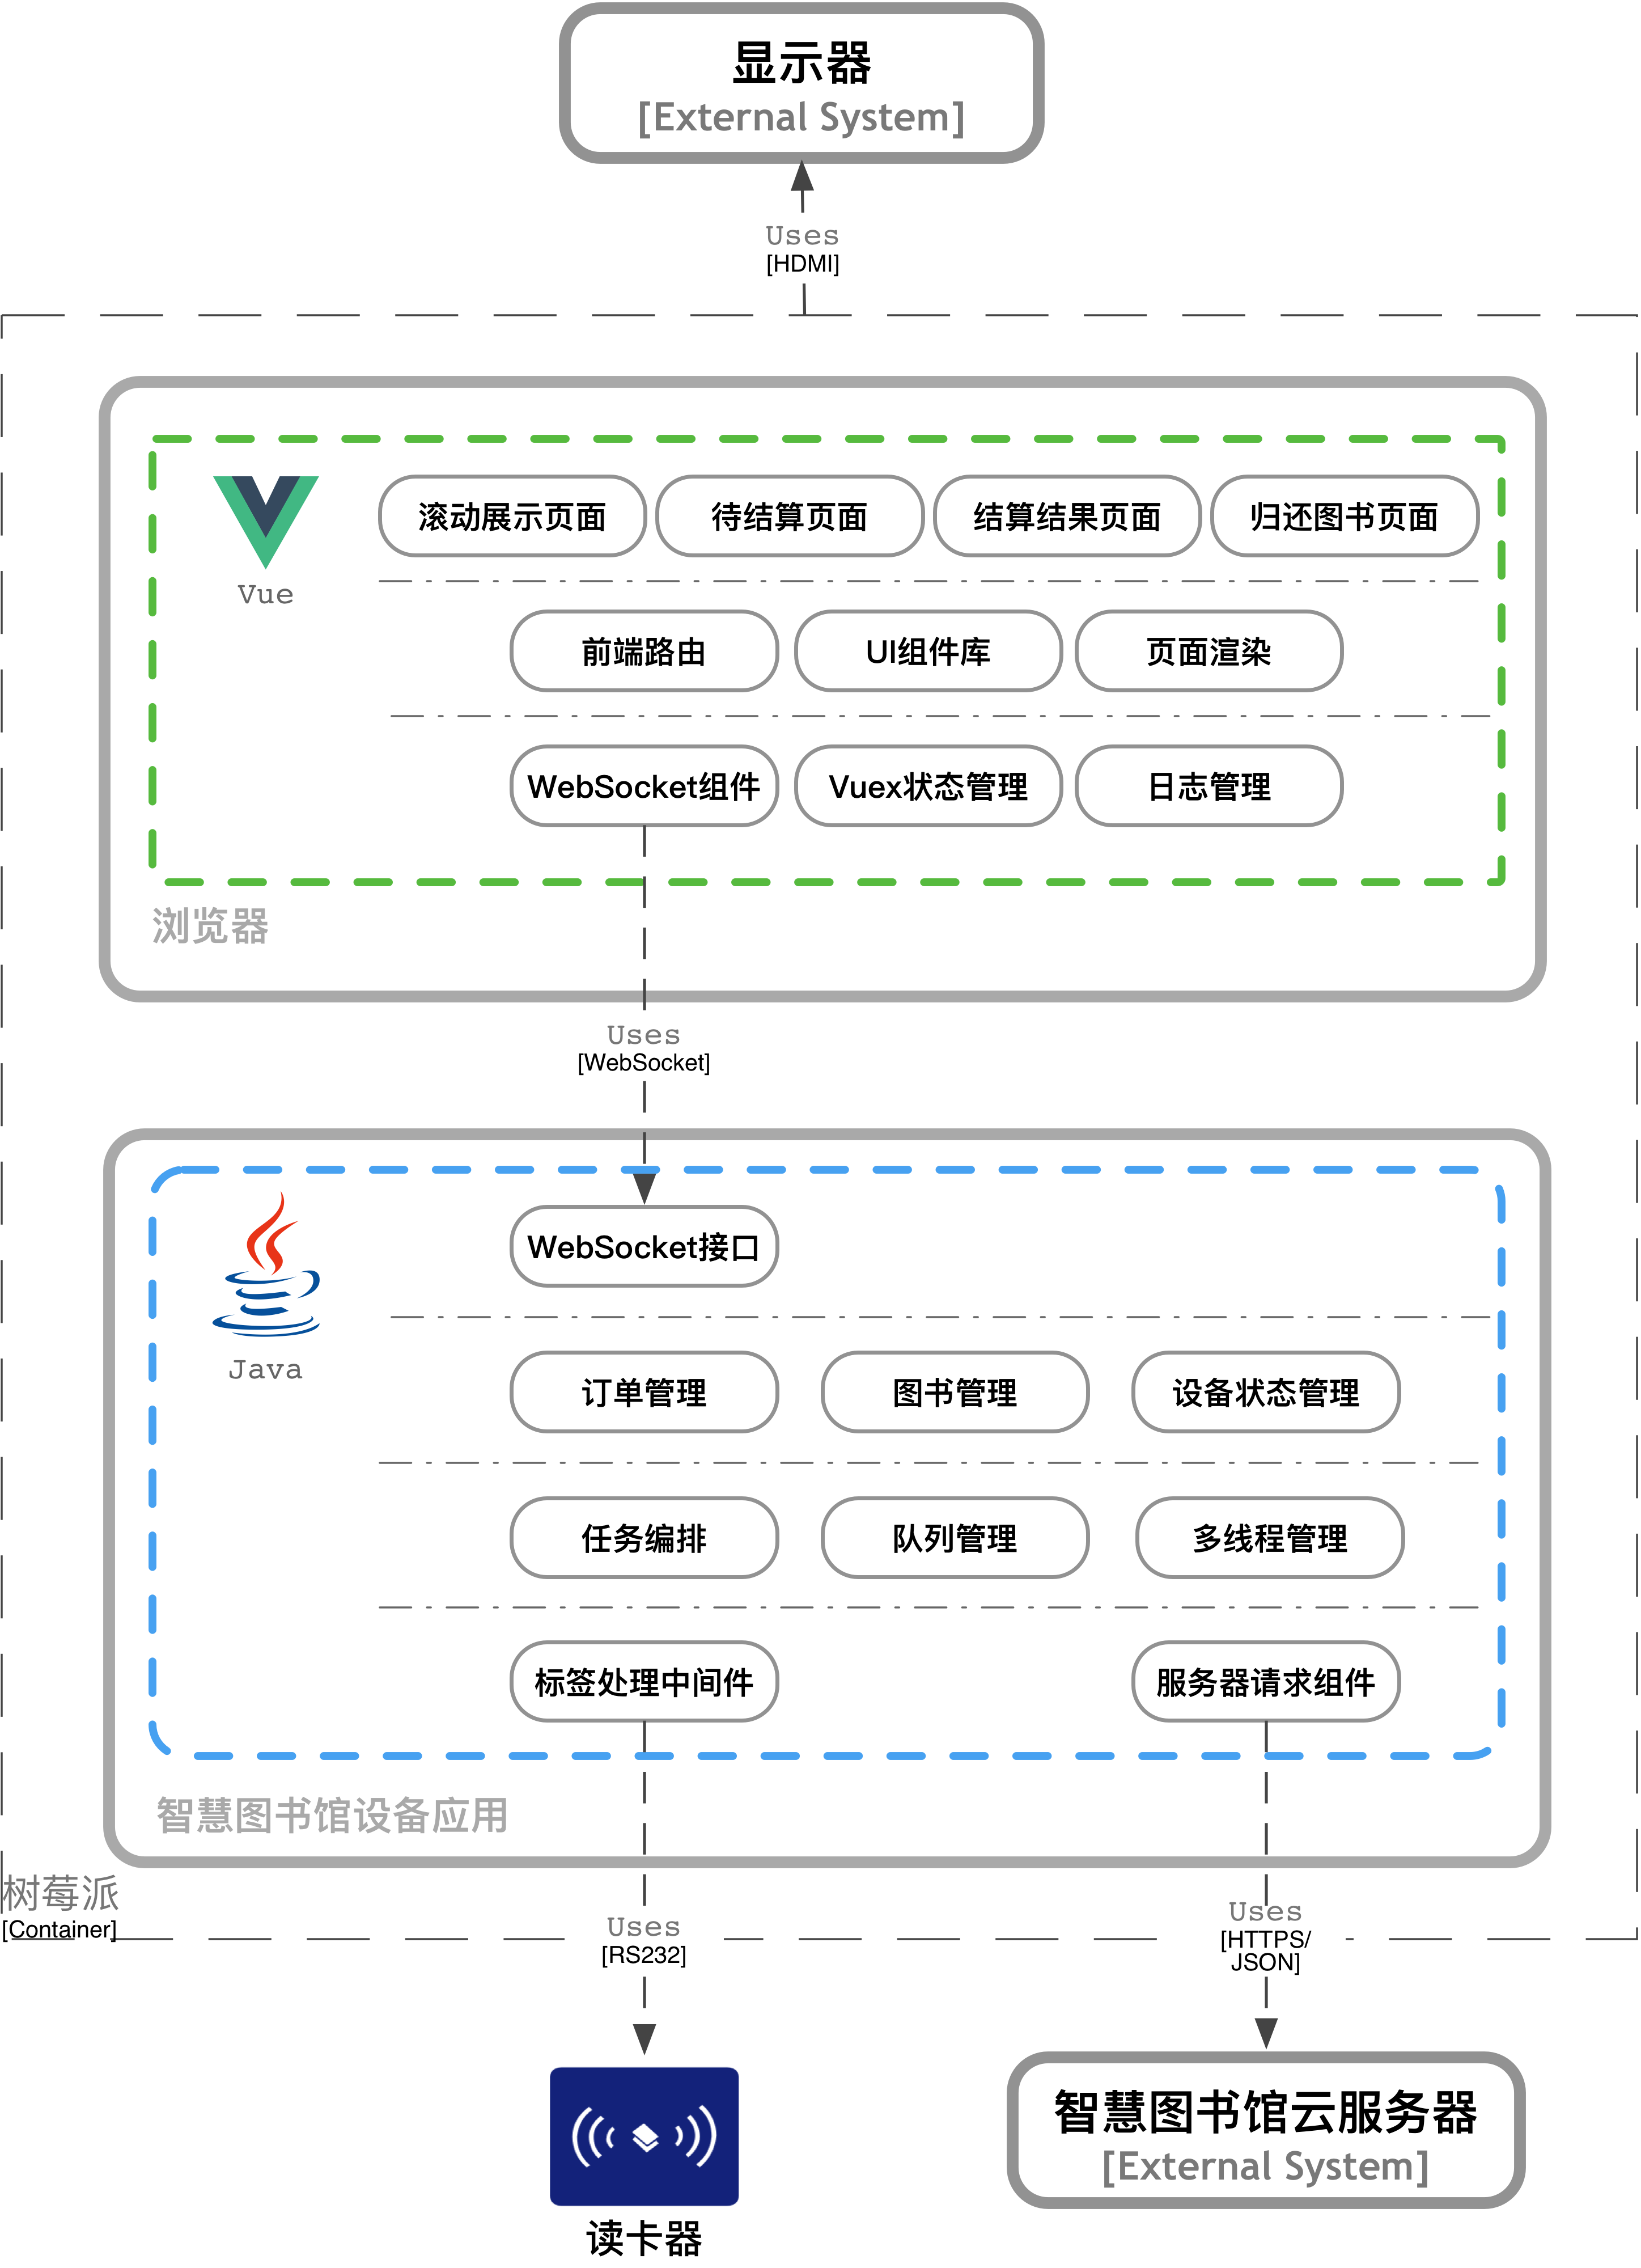 显示器
[External System]
Uses
[HDMI]
滚动展示页面
待结算页面
结算结果页面
归还图书页面
Vue
前端路由
UI组件库
页面渲染
WebSocket组件
Vuex状态管理
日志管理
浏览器
Uses
[WebSocket]
WebSocket接口
Java
订单管理
图书管理
设备状态管理
任务编排
队列管理
多线程管理
标签处理中间件
服务器请求组件
智慧图书馆设备应用
树莓派
[Container]
Uses
[RS232]
Uses
[HTTPS/
JSON]
读卡器
智慧图书馆云服务器
[External System]